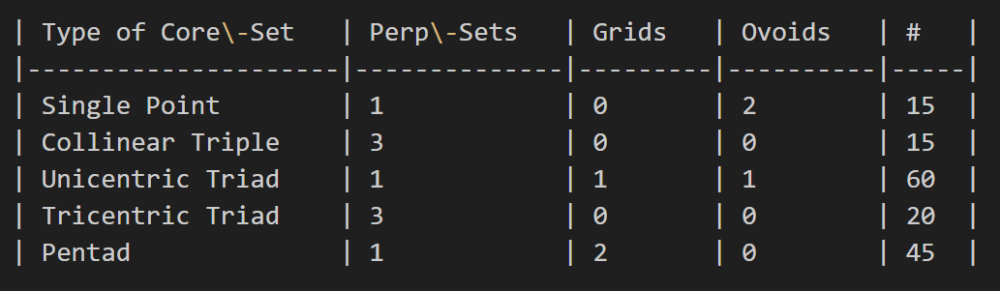 | Type of Core\-Set | Perp\-Sets | Grids | Ovoids | # |
|---------------------|--------------|---------|----------|-----|
| Single Point | 1 | 0 | 2 | 15 |
| Collinear Triple | 3 | 0 | 0 | 15 |
| Unicentric Triad | 1 | 1 | 1 | 60 |
| Tricentric Triad | 3 | 0 | 0 | 20 |
| Pentad | 1 | 2 | 0 | 45 |